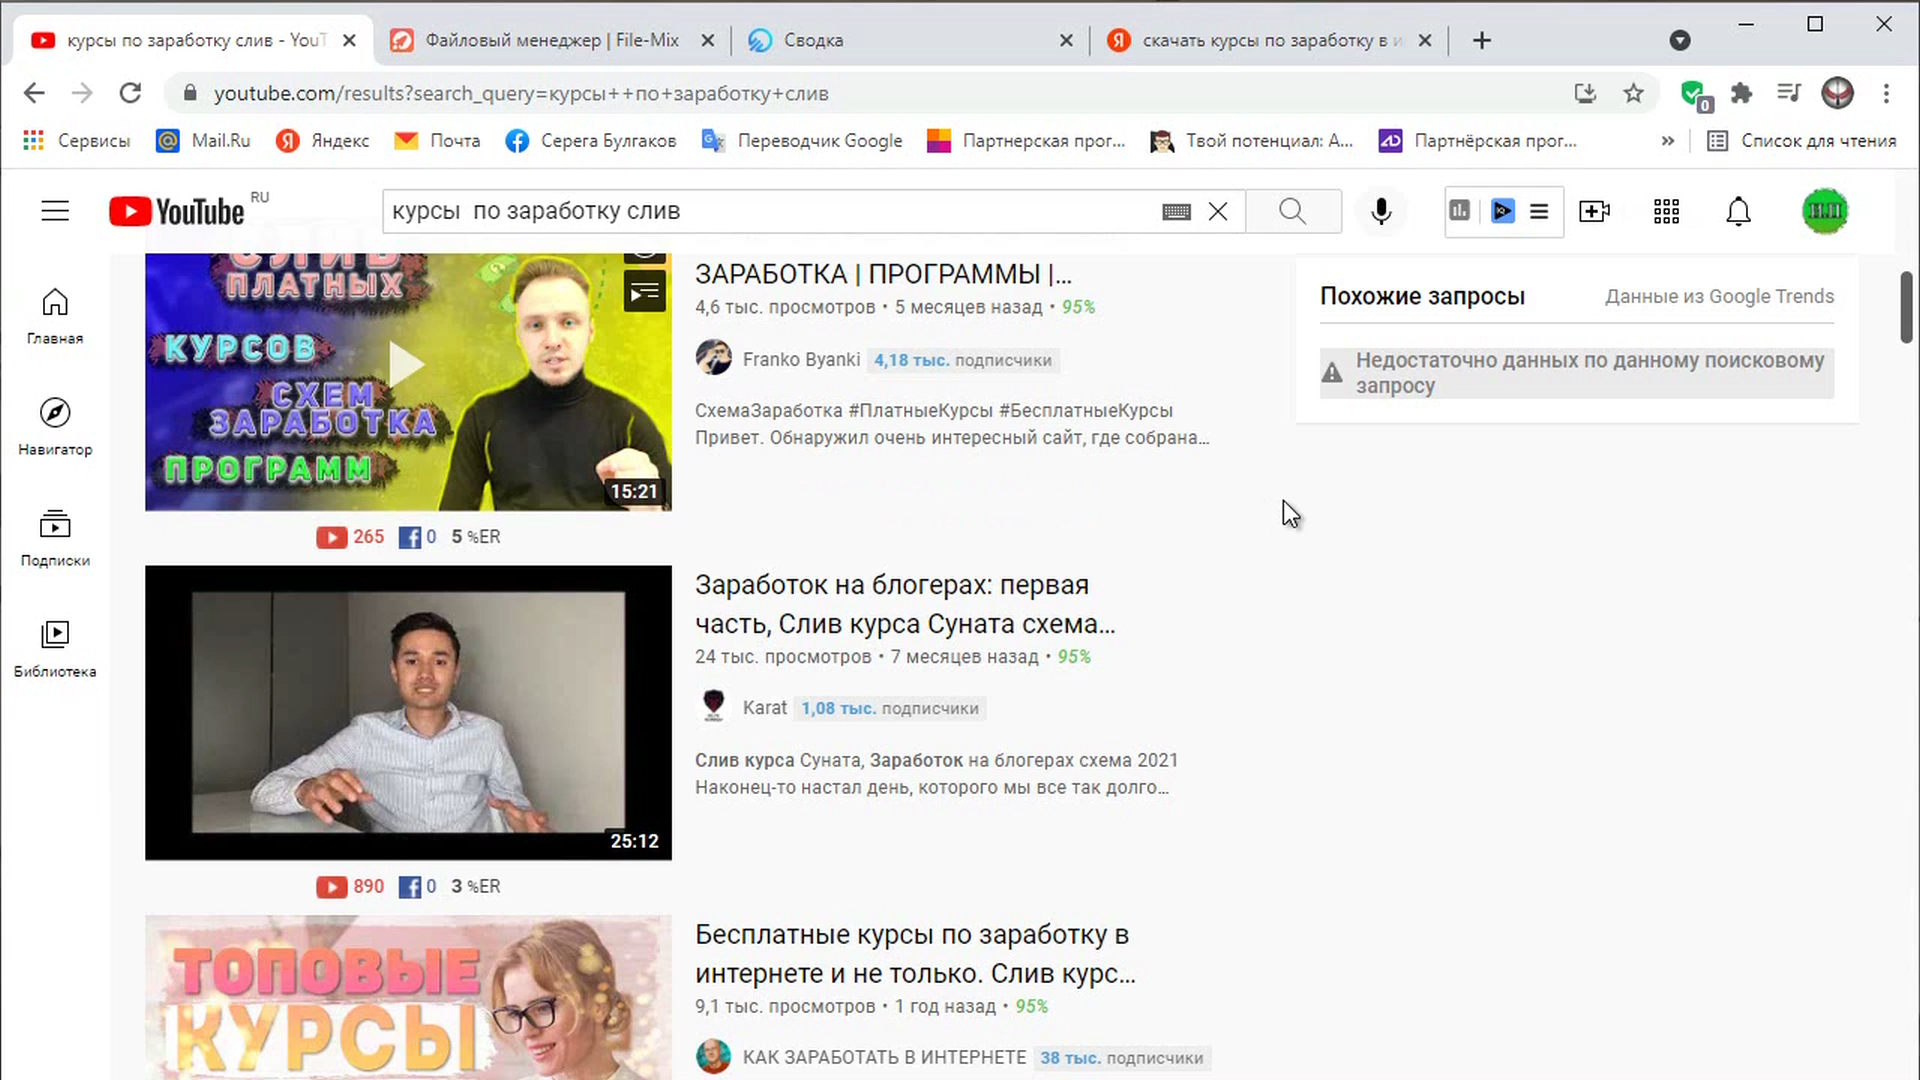 курсы по заработку слив - YouT
Файловый менеджер | File-Mix
Сводка
скачать курсы по заработку в и
youtube.com/results?search_query=курсы++по+заработку+слив
0
Сервисы
Mail.Ru
Яндекс
Почта
Серега Булгаков
Переводчик Google
Партнерская прог...
Твой потенциал: А...
Партнёрская прог...
»
Список для чтения
YouTube RU
курсы  по заработку слив
Главная
Навигатор
Подписки
Библиотека
СЛИВ
ПЛАТНЫХ
КУРСОВ
СХЕМ
ЗАРАБОТКА
ПРОГРАММ
15:21
265
0
5 %ER
ЗАРАБОТКА | ПРОГРАММЫ |...
4,6 тыс. просмотров • 5 месяцев назад • 95%
Franko Byanki 4,18 тыс. подписчики
СхемаЗаработка #ПлатныеКурсы #БесплатныеКурсы
Привет. Обнаружил очень интересный сайт, где собрана...
Похожие запросы
Данные из Google Trends
Недостаточно данных по данному поисковому
запросу
25:12
890
0
3 %ER
Заработок на блогерах: первая
часть, Слив курса Суната схема...
24 тыс. просмотров • 7 месяцев назад • 95%
Karat 1,08 тыс. подписчики
Слив курса Суната, Заработок на блогерах схема 2021
Наконец-то настал день, которого мы все так долго...
ТОПОВЫЕ
КУРСЫ
Бесплатные курсы по заработку в
интернете и не только. Слив курс...
9,1 тыс. просмотров • 1 год назад • 95%
КАК ЗАРАБОТАТЬ В ИНТЕРНЕТЕ 38 тыс. подписчики